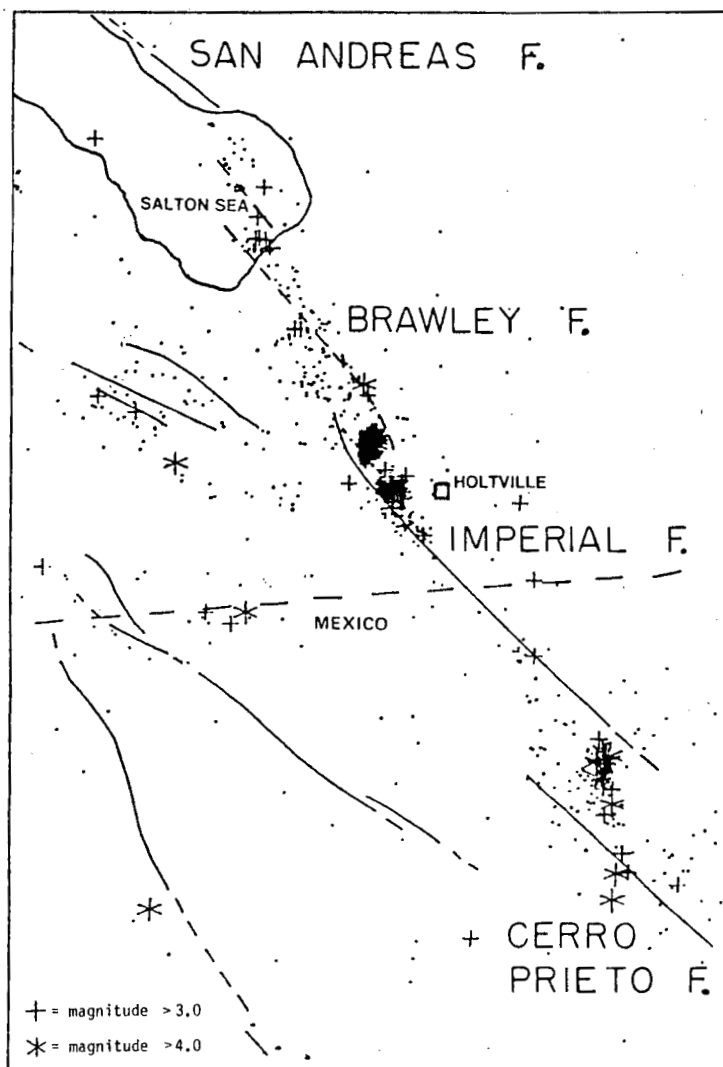 SAN ANDREAS F.
SALTON SEA
BRAWLEY F.
HOLTVILLE
IMPERIAL F.
MEXICO
CERRO
PRIETO F.
+ = magnitude >3.0
✳ = magnitude >4.0